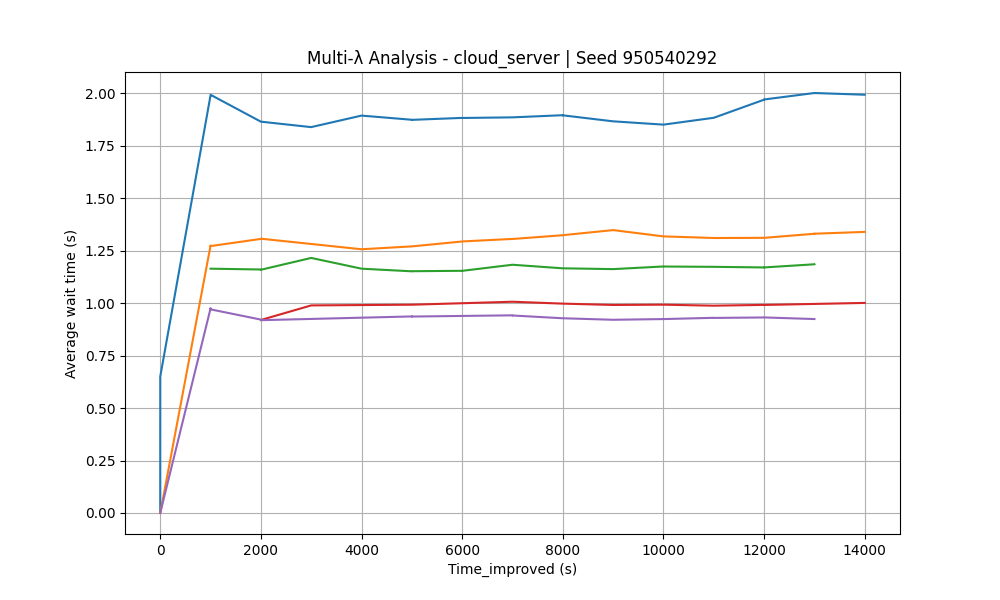 Multi-λ Analysis - cloud_server | Seed 950540292
Average wait time (s)
2.00
1.75
1.50
1.25
1.00
0.75
0.50
0.25
0.00
0 2000 4000 6000 8000 10000 12000 14000
Time_improved (s)